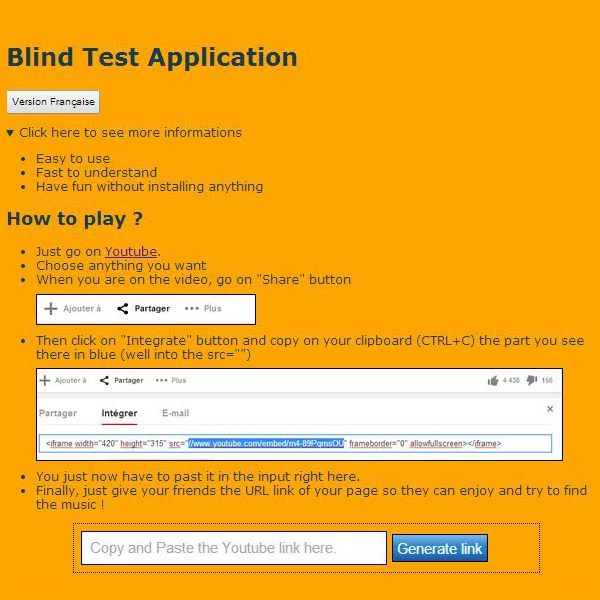 Blind Test Application
Version Française
▼ Click here to see more informations
• Easy to use
• Fast to understand
• Have fun without installing anything
How to play ?
• Just go on Youtube.
• Choose anything you want
• When you are on the video, go on "Share" button
Ajouter à Partager ••• Plus
• Then click on "Integrate" button and copy on your clipboard (CTRL+C) the part you see
there in blue (well into the src="")
Ajouter à Partager ••• Plus 4 438 156
Partager Intégrer E-mail ×
<iframe width="420" height="315" src="//www.youtube.com/embed/m4-89PqmsOU" frameborder="0" allowfullscreen></iframe>
• You just now have to past it in the input right here.
• Finally, just give your friends the URL link of your page so they can enjoy and try to find
the music !
Copy and Paste the Youtube link here. Generate link